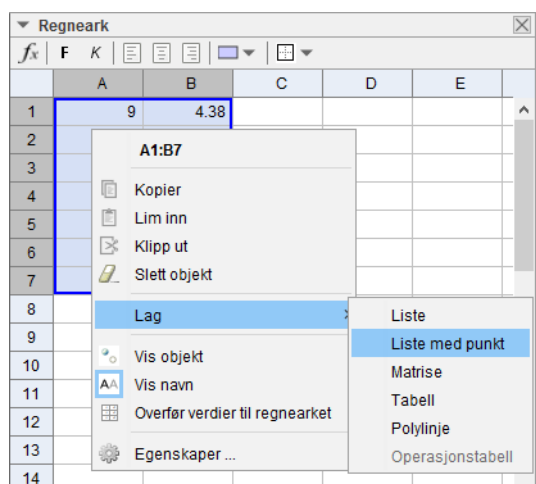 Regneark
fx F K
A B C D E
1 9 4.38
2 A1:B7
3
4 Kopier
5 Lim inn
6 Klipp ut
7 Slett objekt
8 Lag Liste
9 Liste med punkt
10 Vis objekt Matrise
11 AA Vis navn Tabell
12 Overfør verdier til regnearket Polylinje
13 Egenskaper ... Operasjonstabell
14